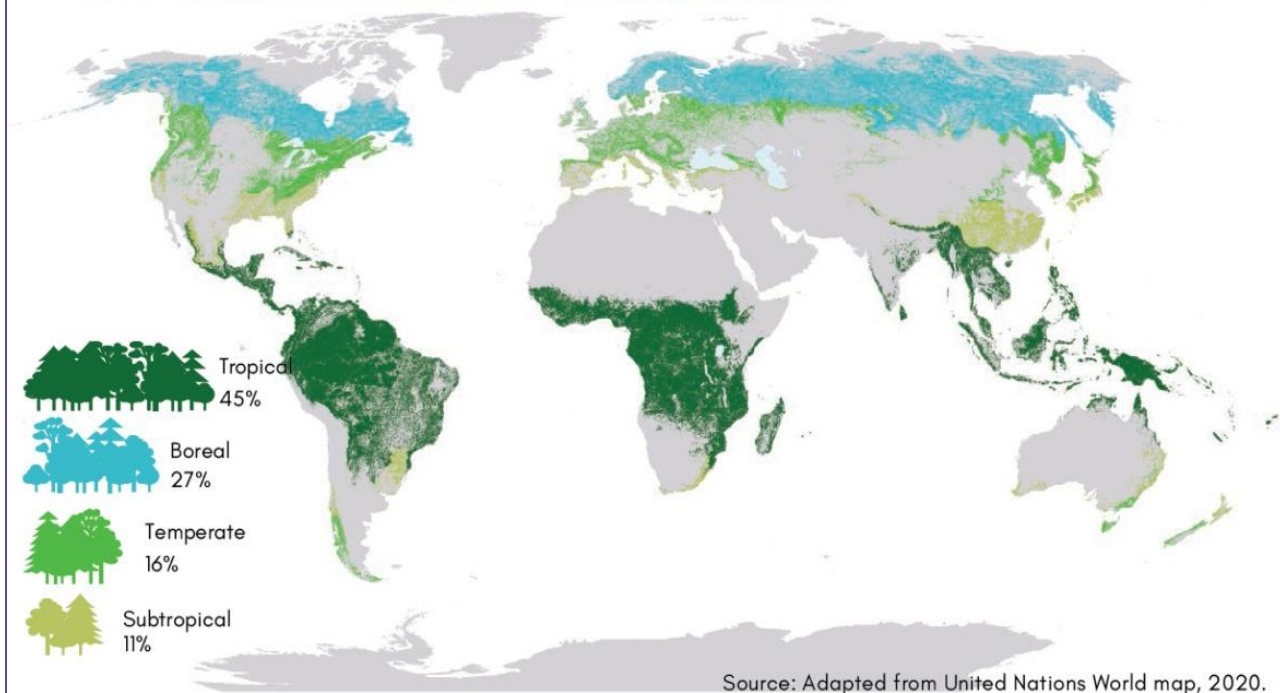 Tropical
45%
Boreal
27%
Temperate
16%
Subtropical
11%
Source: Adapted from United Nations World map, 2020.